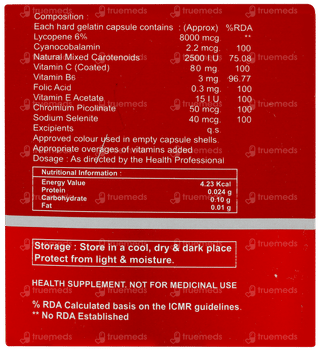 Composition :
Each hard gelatin capsule contains : (Approx) %RDA
Lycopene 6% 8000 mcg. **
Cyanocobalamin 2.2 mcg. 100
Natural Mixed Carotenoids 2500 I.U. 75.08
Vitamin C (Coated) 80 mg 100
Vitamin B6 3 mg 96.77
Folic Acid 0.3 mg. 100
Vitamin E Acetate 15 I.U. 100
Chromium Picolinate 50 mcg. 100
Sodium Selenite 40 mcg. 100
Excipients q.s.
Approved colour used in empty capsule shells.
Appropriate overages of vitamins added
Dosage : As directed by the Health Professional
Nutritional Information :
Energy Value 4.23 Kcal
Protein 0.024 g
Carbohydrate 0.10 g
Fat 0.01 g
Storage : Store in a cool, dry & dark place
Protect from light & moisture.
HEALTH SUPPLEMENT, NOT FOR MEDICINAL USE
% RDA Calculated basis on the ICMR guidelines.
** No RDA Established
truemeds